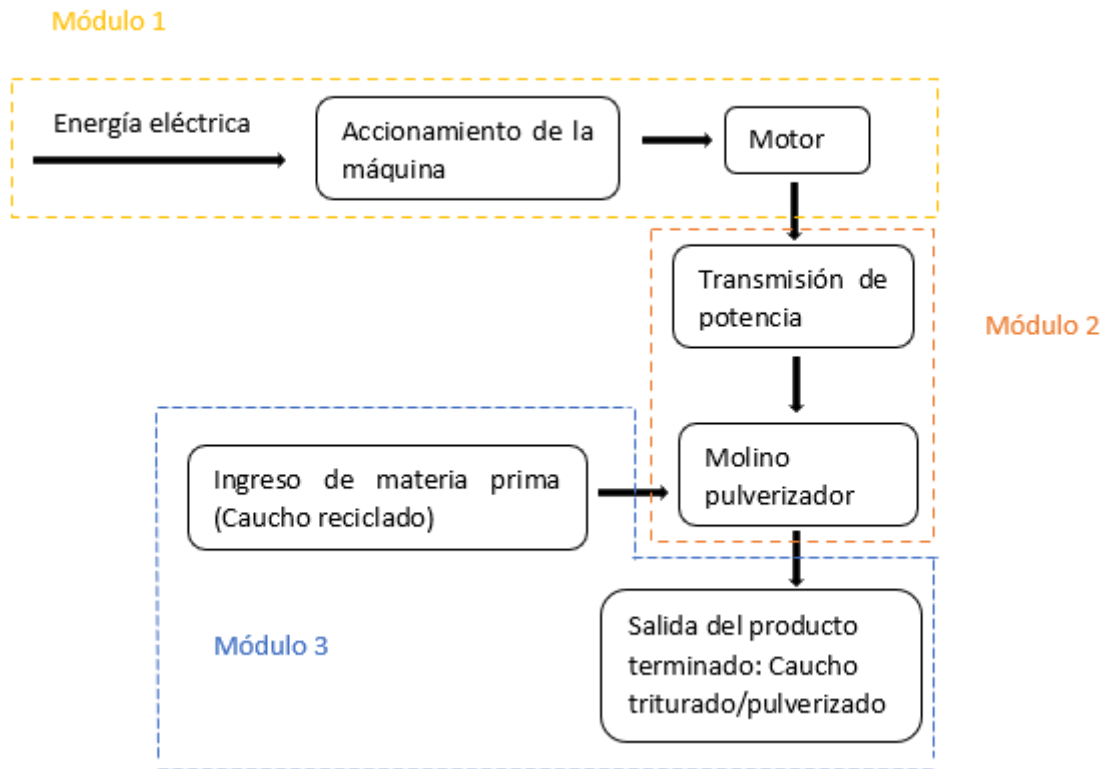 Módulo 1
Energía eléctrica
Accionamiento de la
máquina
Motor
Transmisión de
potencia
Módulo 2
Ingreso de materia prima
(Caucho reciclado)
Molino
pulverizador
Módulo 3
Salida del producto
terminado: Caucho
triturado/pulverizado